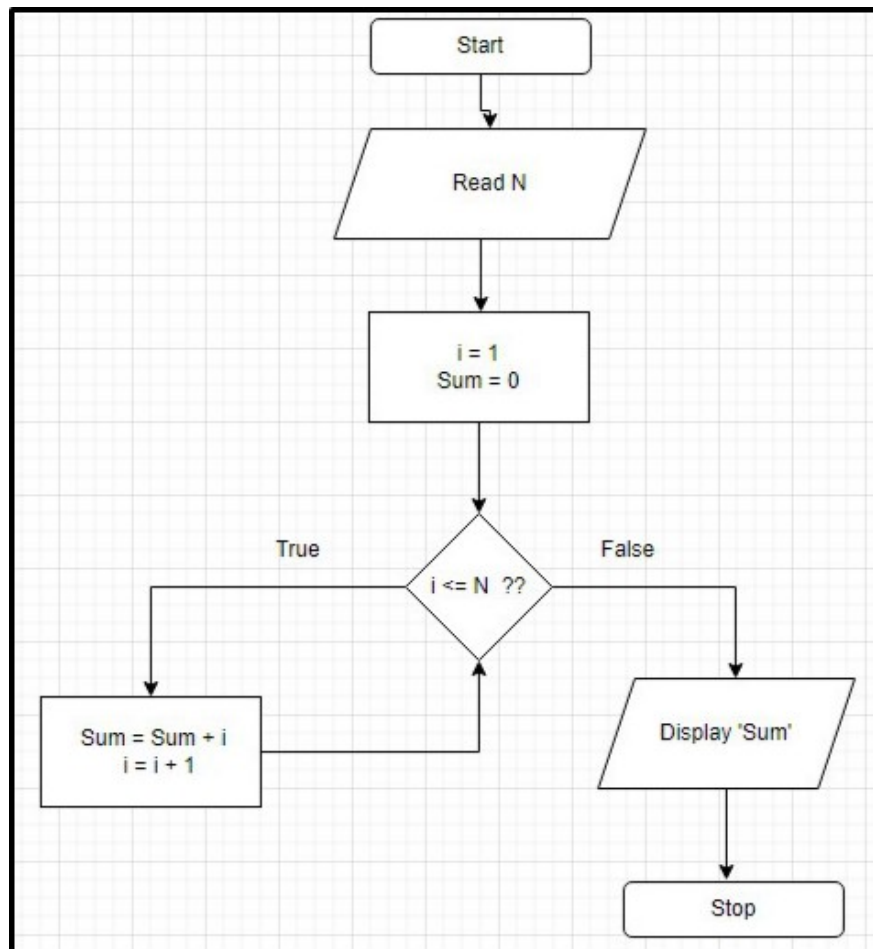 Start
Read N
i = 1
Sum = 0
i <= N ??
True
False
Sum = Sum + i
i = i + 1
Display 'Sum'
Stop